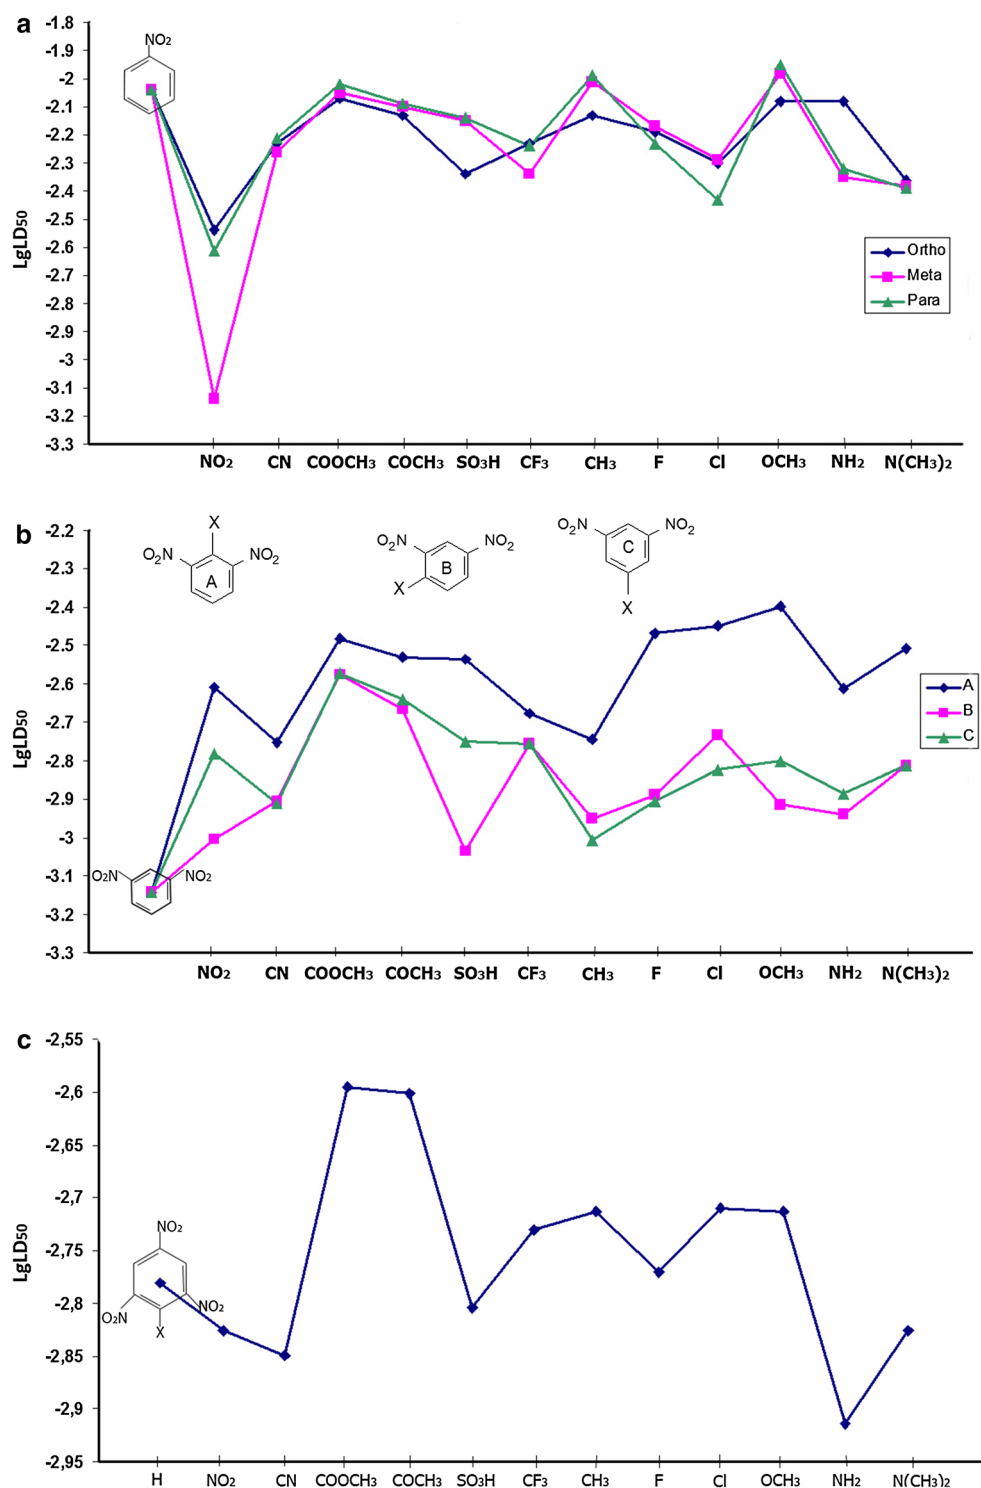 a
-1.8
-1.9
-2
-2.1
-2.2
-2.3
-2.4
-2.5
-2.6
-2.7
-2.8
-2.9
-3
-3.1
-3.2
-3.3
LgLD50
NO2
Ortho
Meta
Para
NO2 CN COOCH3 COCH3 SO3H CF3 CH3 F Cl OCH3 NH2 N(CH3)2
b
-2.2
-2.3
-2.4
-2.5
-2.6
-2.7
-2.8
-2.9
-3
-3.1
-3.2
-3.3
LgLD50
X
O2N NO2
A
O2N NO2
B
X
O2N NO2
C
X
A
B
C
O2N NO2
NO2 CN COOCH3 COCH3 SO3H CF3 CH3 F Cl OCH3 NH2 N(CH3)2
c
-2,55
-2,6
-2,65
-2,7
-2,75
-2,8
-2,85
-2,9
-2,95
LgLD50
NO2
O2N NO2
X
H NO2 CN COOCH3 COCH3 SO3H CF3 CH3 F Cl OCH3 NH2 N(CH3)2